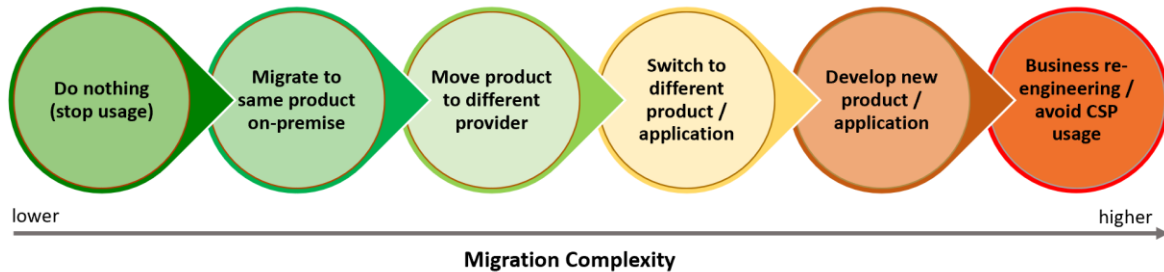 Do nothing
(stop usage)
Migrate to
same product
on-premise
Move product
to different
provider
Switch to
different
product /
application
Develop new
product /
application
Business re-
engineering /
avoid CSP
usage
lower
higher
Migration Complexity